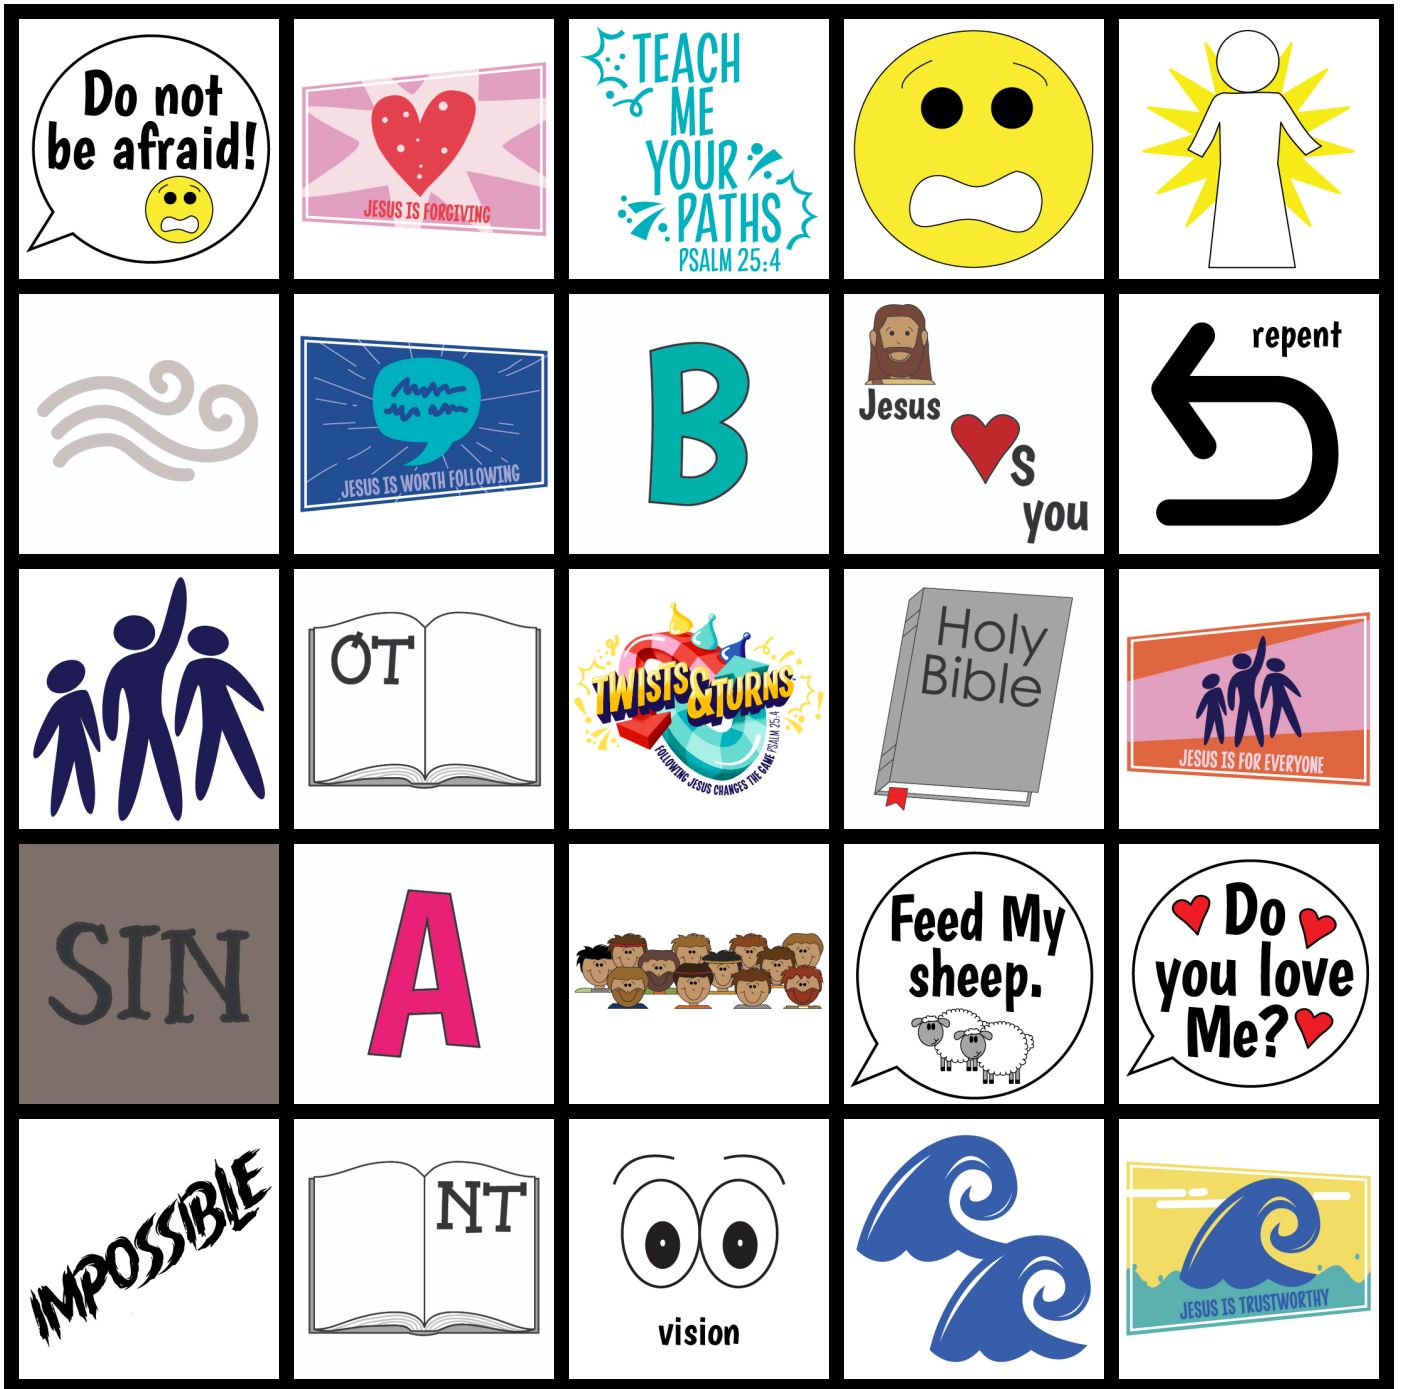 Do not
be afraid!
JESUS IS FORGIVING
TEACH
ME
YOUR
PATHS
PSALM 25:4
JESUS IS WORTH FOLLOWING
B
Jesus
s
you
repent
OT
TWISTS & TURNS
FOLLOWING JESUS CHANGES THE GAME PSALM 25:4
Holy
Bible
JESUS IS FOR EVERYONE
SIN
A
Feed My
sheep.
Do
you love
Me?
IMPOSSIBLE
NT
vision
JESUS IS TRUSTWORTHY